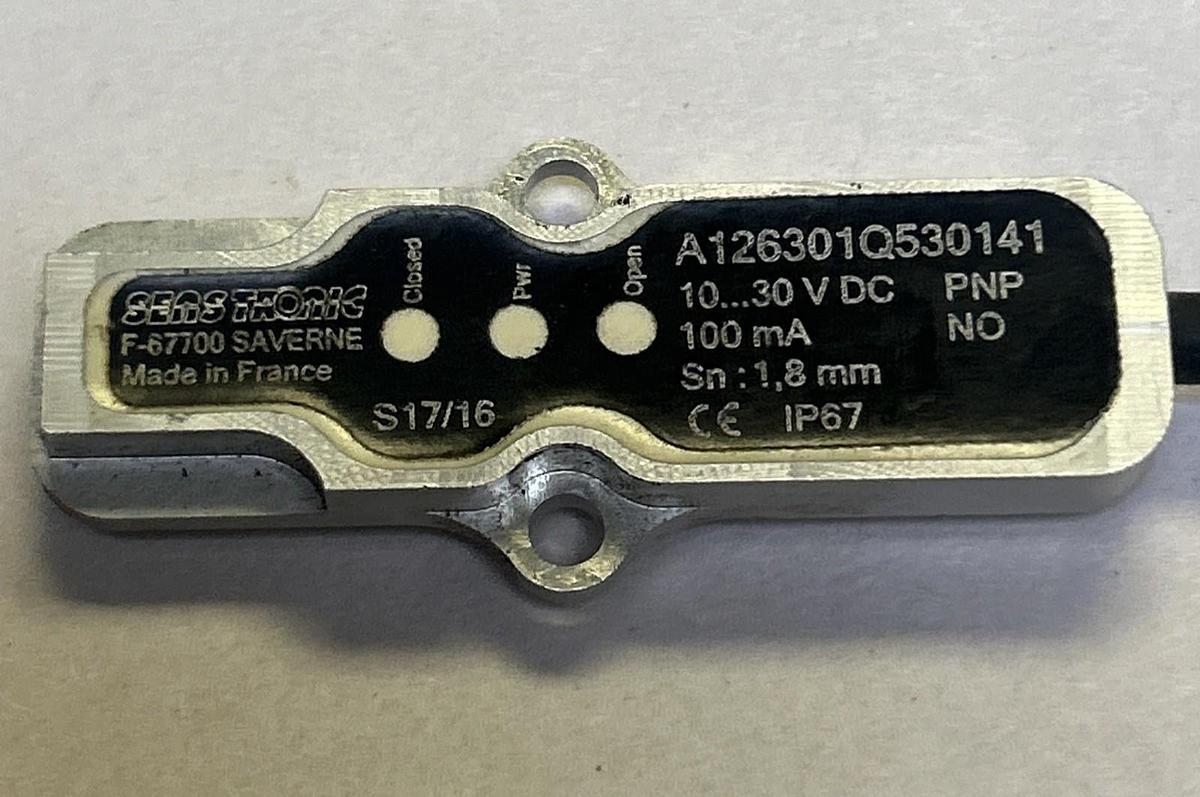 SENSTRONIC
F-67700 SAVERNE
Made in France
S17/16
Closed
Pwr
Open
A126301Q530141
10...30 V DC PNP
100 mA NO
Sn : 1,8 mm
CE IP67